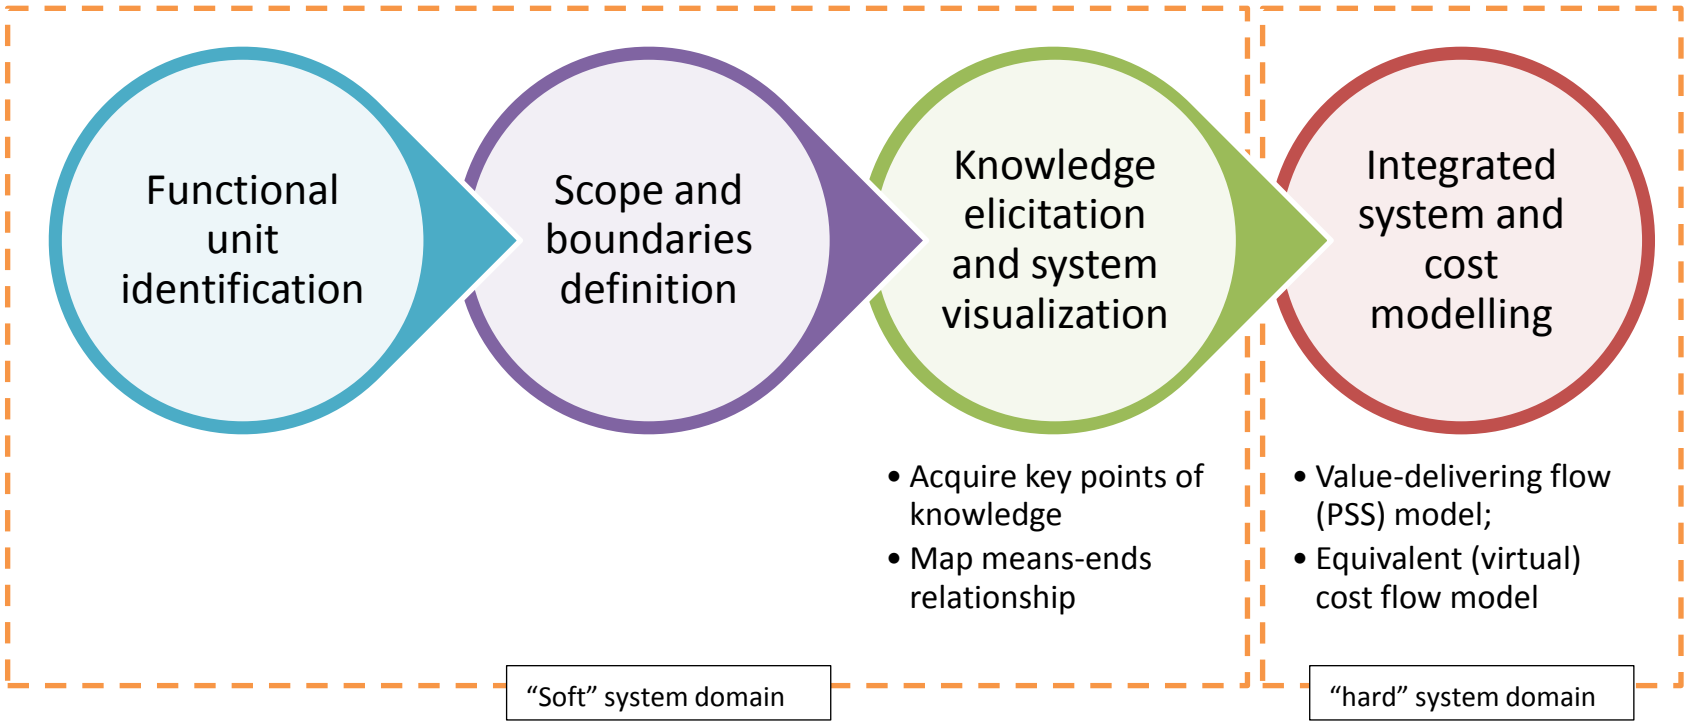 Functional
unit
identification
Scope and
boundaries
definition
Knowledge
elicitation
and system
visualization
Integrated
system and
cost
modelling
• Acquire key points of
knowledge
• Map means-ends
relationship
• Value-delivering flow
(PSS) model;
• Equivalent (virtual)
cost flow model
“Soft” system domain
“hard” system domain